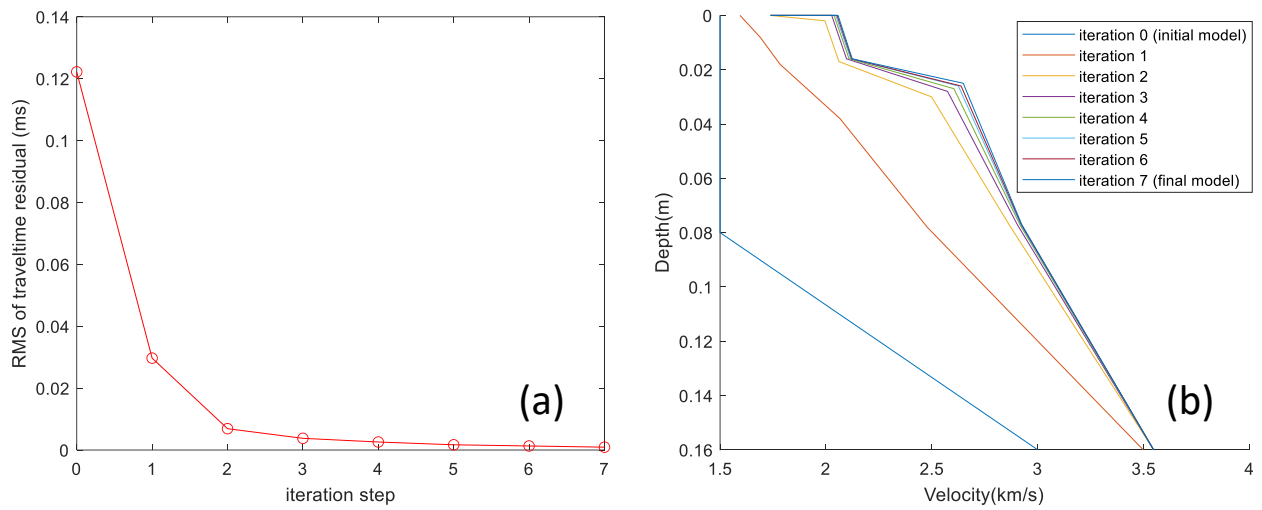 0.14
0.12
0.1
0.08
0.06
0.04
0.02
0
RMS of traveltime residual (ms)
0 1 2 3 4 5 6 7
iteration step
(a)
0
0.02
0.04
0.06
0.08
0.1
0.12
0.14
0.16
Depth(m)
iteration 0 (initial model)
iteration 1
iteration 2
iteration 3
iteration 4
iteration 5
iteration 6
iteration 7 (final model)
(b)
1.5 2 2.5 3 3.5 4
Velocity(km/s)